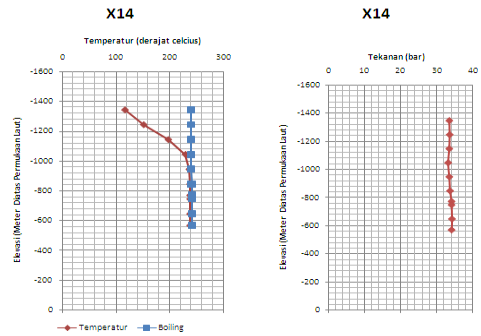 X14
Temperatur (derajat celcius)
0 100 200 300
-1600
-1400
-1200
-1000
-800
-600
-400
-200
0
Elevasi (Meter Diatas Permukaan Laut)
Temperatur Boiling
X14
Tekanan (bar)
0 10 20 30 40
-1600
-1400
-1200
-1000
-800
-600
-400
-200
0
Elevasi (Meter Diatas Permukaan Laut)